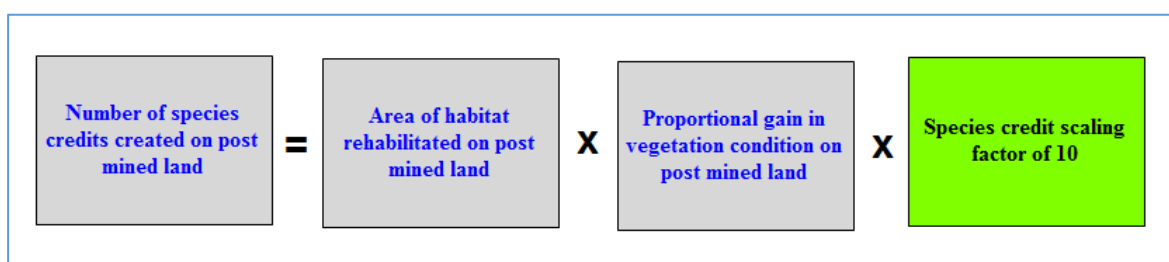 Number of species
credits created on post
mined land
=
Area of habitat
rehabilitated on post
mined land
x
Proportional gain in
vegetation condition on
post mined land
x
Species credit scaling
factor of 10